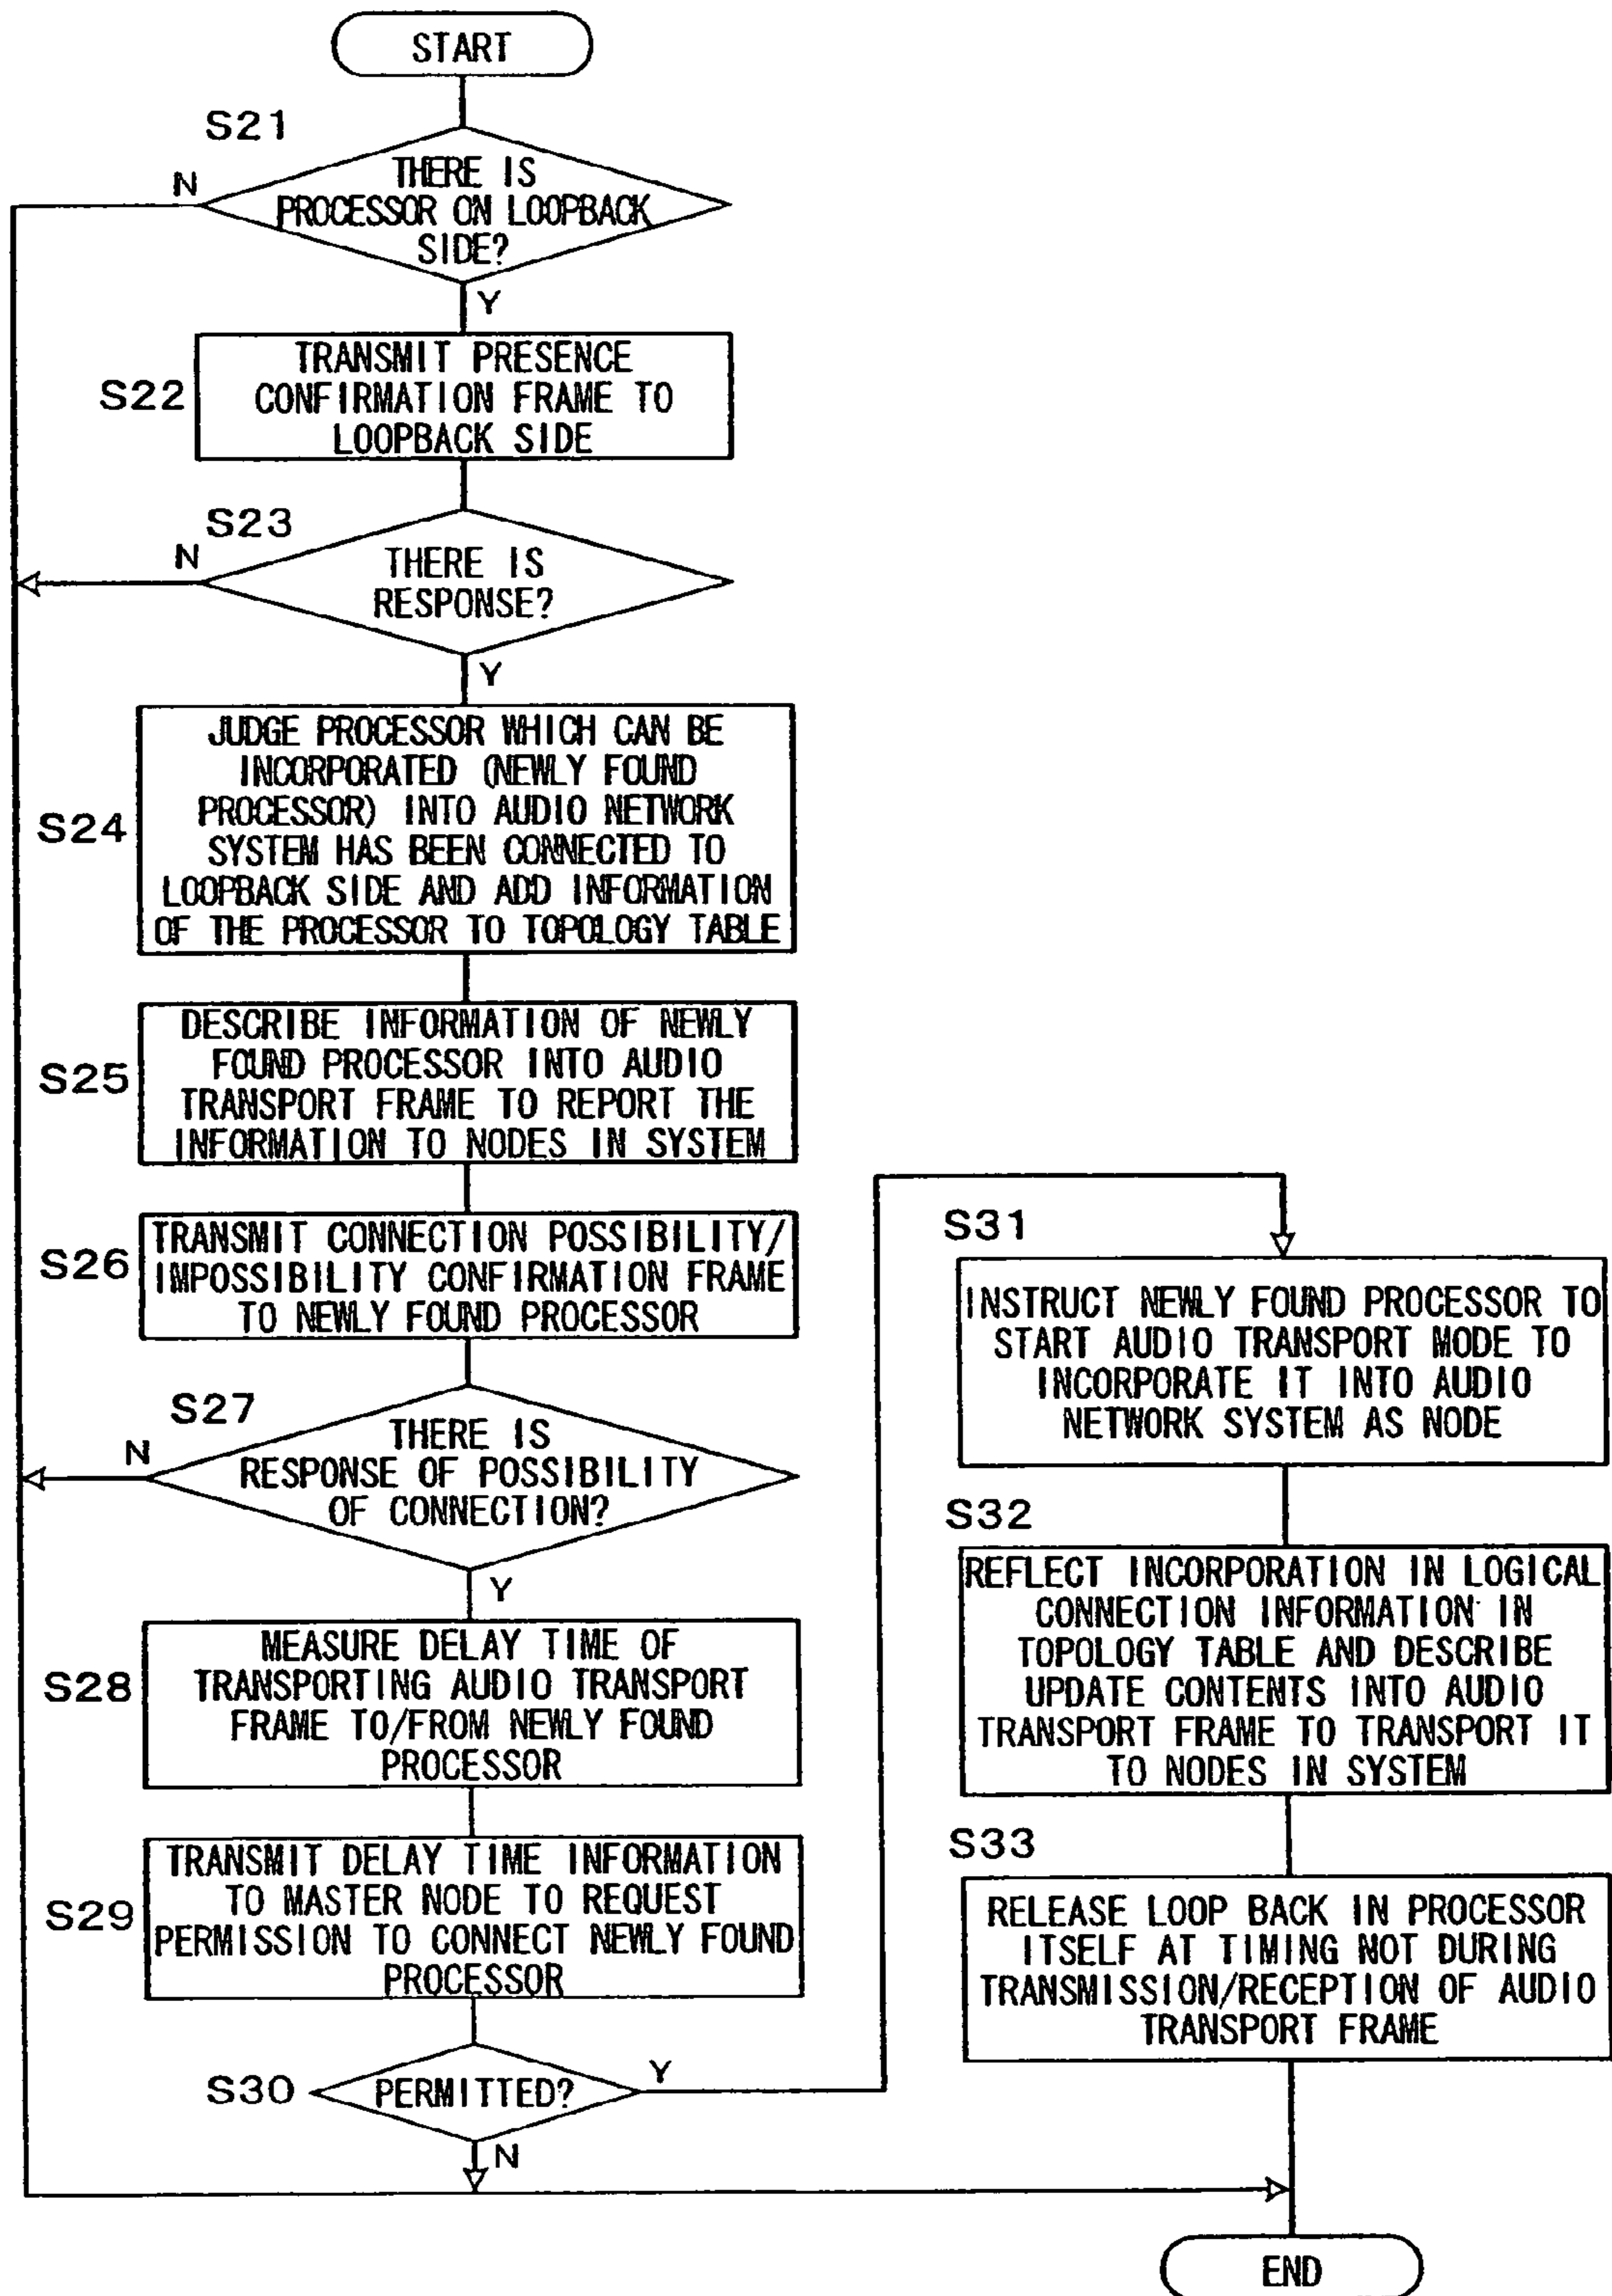 START
S21
THERE IS
PROCESSOR ON LOOPBACK
SIDE?
N
Y
S22
TRANSMIT PRESENCE
CONFIRMATION FRAME TO
LOOPBACK SIDE
S23
N
THERE IS
RESPONSE?
Y
S24
JUDGE PROCESSOR WHICH CAN BE
INCORPORATED (NEWLY FOUND
PROCESSOR) INTO AUDIO NETWORK
SYSTEM HAS BEEN CONNECTED TO
LOOPBACK SIDE AND ADD INFORMATION
OF THE PROCESSOR TO TOPOLOGY TABLE
S25
DESCRIBE INFORMATION OF NEWLY
FOUND PROCESSOR INTO AUDIO
TRANSPORT FRAME TO REPORT THE
INFORMATION TO NODES IN SYSTEM
S26
TRANSMIT CONNECTION POSSIBILITY/
IMPOSSIBILITY CONFIRMATION FRAME
TO NEWLY FOUND PROCESSOR
S27
N
THERE IS
RESPONSE OF POSSIBILITY
OF CONNECTION?
Y
S28
MEASURE DELAY TIME OF
TRANSPORTING AUDIO TRANSPORT
FRAME TO/FROM NEWLY FOUND
PROCESSOR
S29
TRANSMIT DELAY TIME INFORMATION
TO MASTER NODE TO REQUEST
PERMISSION TO CONNECT NEWLY FOUND
PROCESSOR
S30
PERMITTED?
Y
N
S31
INSTRUCT NEWLY FOUND PROCESSOR TO
START AUDIO TRANSPORT MODE TO
INCORPORATE IT INTO AUDIO
NETWORK SYSTEM AS NODE
S32
REFLECT INCORPORATION IN LOGICAL
CONNECTION INFORMATION IN
TOPOLOGY TABLE AND DESCRIBE
UPDATE CONTENTS INTO AUDIO
TRANSPORT FRAME TO TRANSPORT IT
TO NODES IN SYSTEM
S33
RELEASE LOOP BACK IN PROCESSOR
ITSELF AT TIMING NOT DURING
TRANSMISSION/RECEPTION OF AUDIO
TRANSPORT FRAME
END